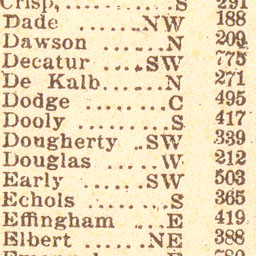 Crisp, ............ S 291
Dade ........ NW 188
Dawson ....... N 209
Decatur .... SW 775
De Kalb ...... N 271
Dodge ......... C 495
Dooly ......... S 417
Dougherty .. SW 339
Douglas ...... W 212
Early ....... SW 503
Echols ........ S 365
Effingham .... E 419
Elbert ...... NE 388